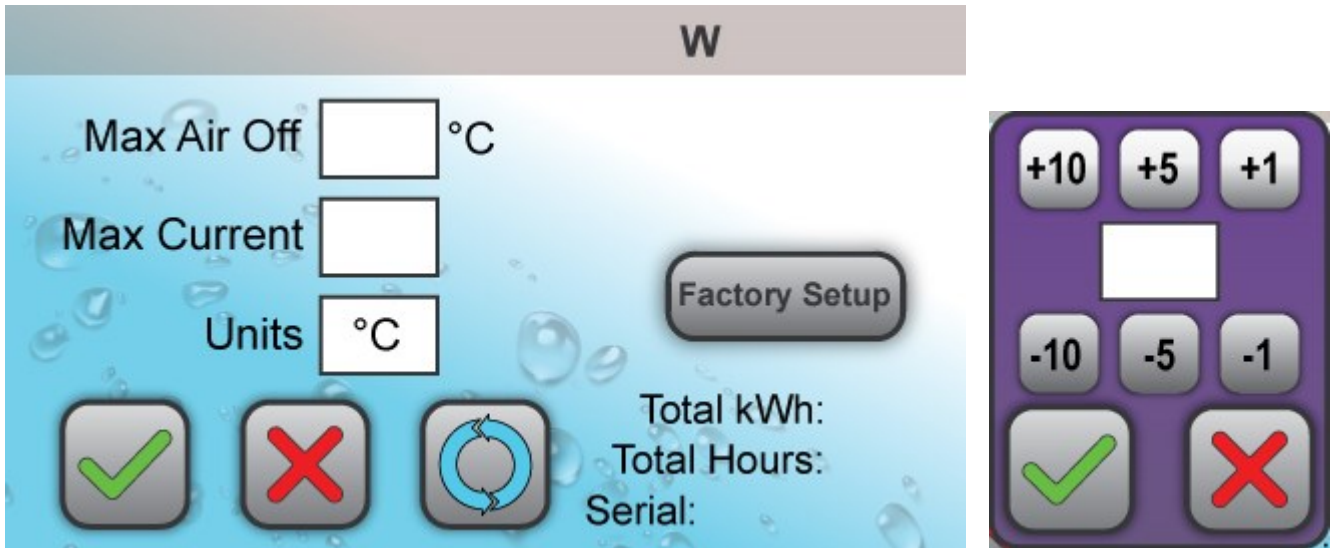 W
Max Air Off °C
Max Current
Units °C
Factory Setup
Total kWh:
Total Hours:
Serial:
+10 +5 +1
-10 -5 -1